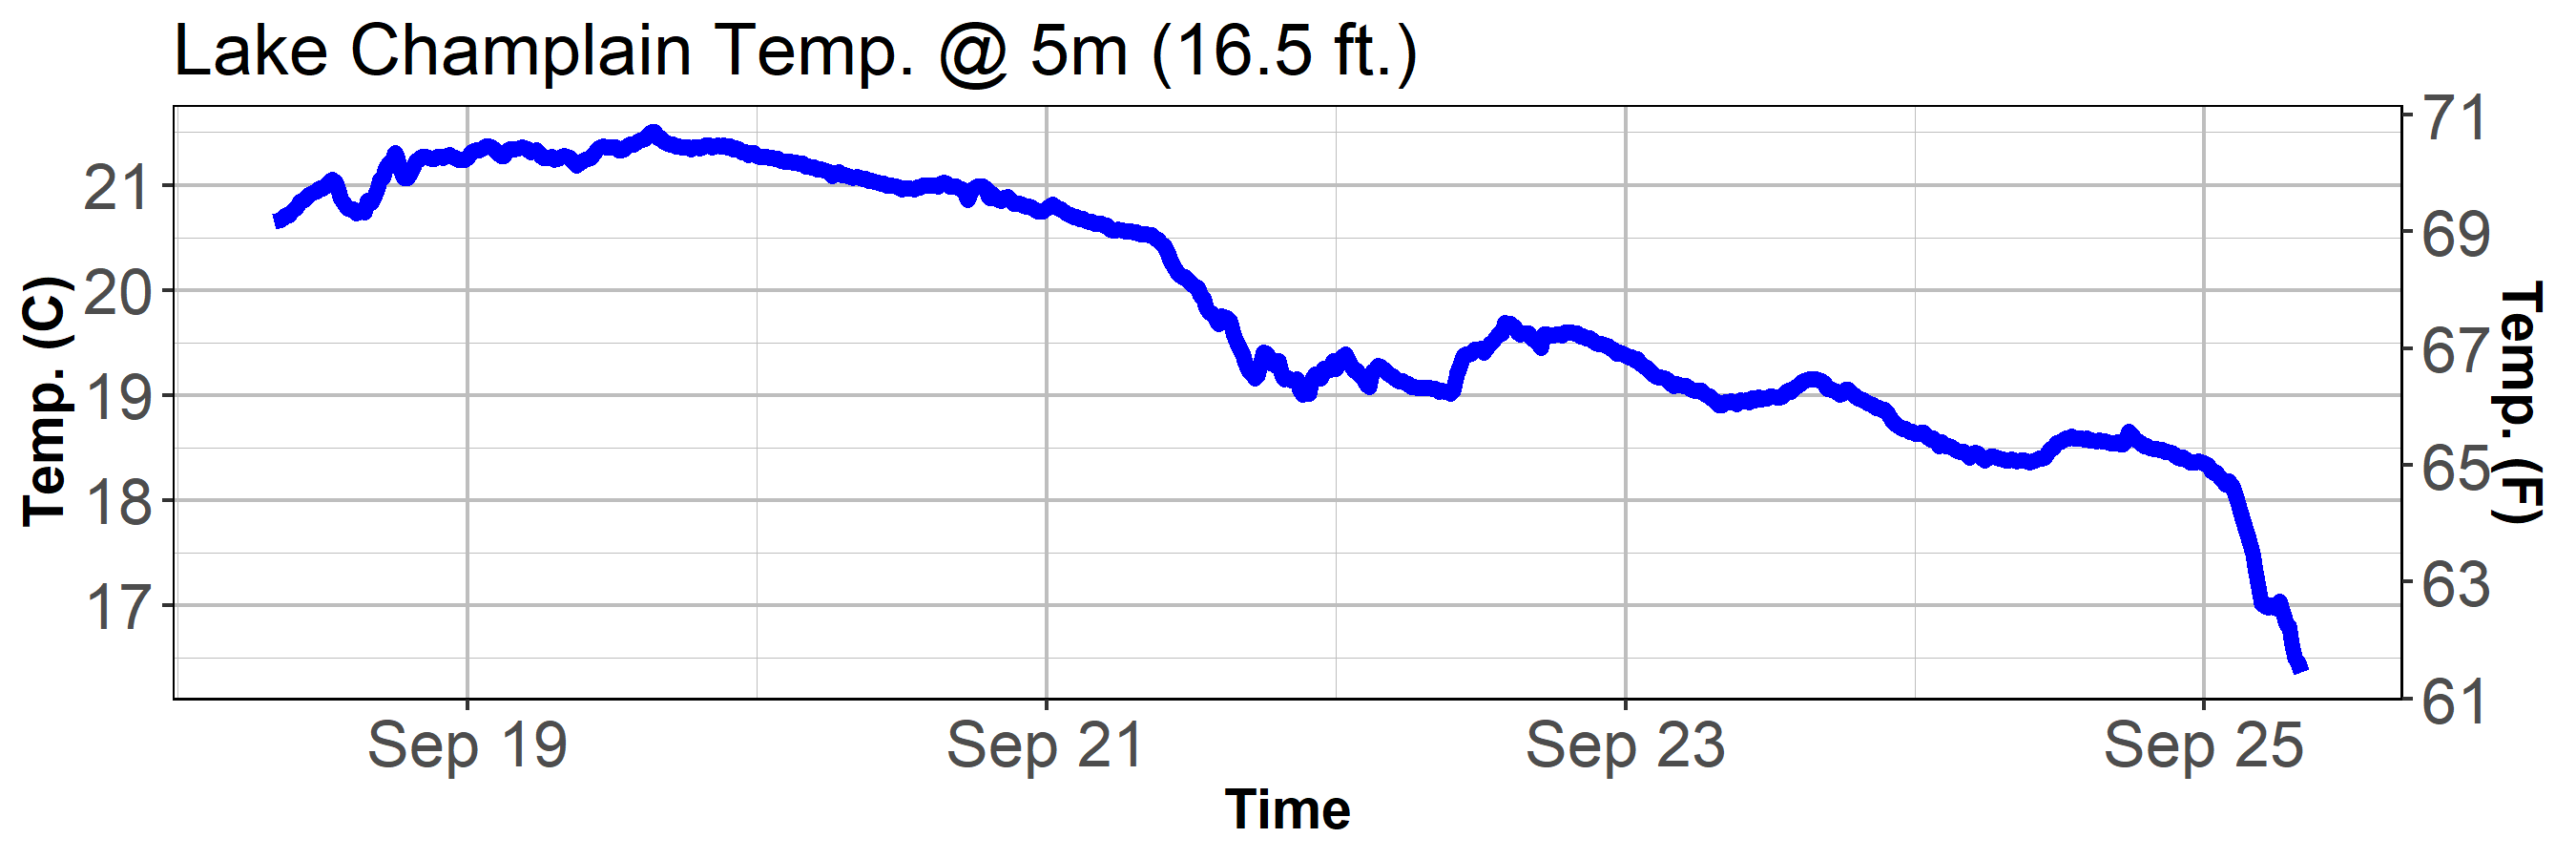 Lake Champlain Temp. @ 5m (16.5 ft.)
Temp. (C)
21
20
19
18
17
71
69
67
65
63
61
Temp. (F)
Sep 19
Sep 21
Sep 23
Sep 25
Time